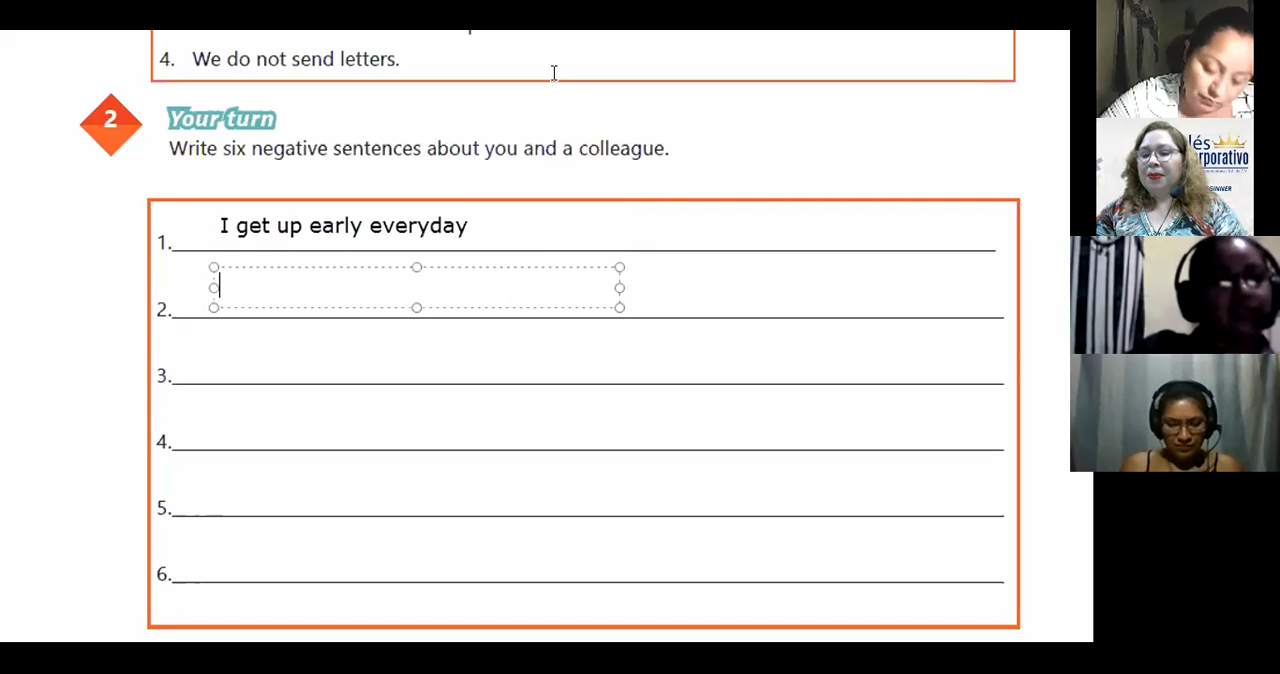 4. We do not send letters.
2
Your turn
Write six negative sentences about you and a colleague.
I get up early everyday
1.
2.
3.
4.
5.
6.
lés
rporativo
GINNER